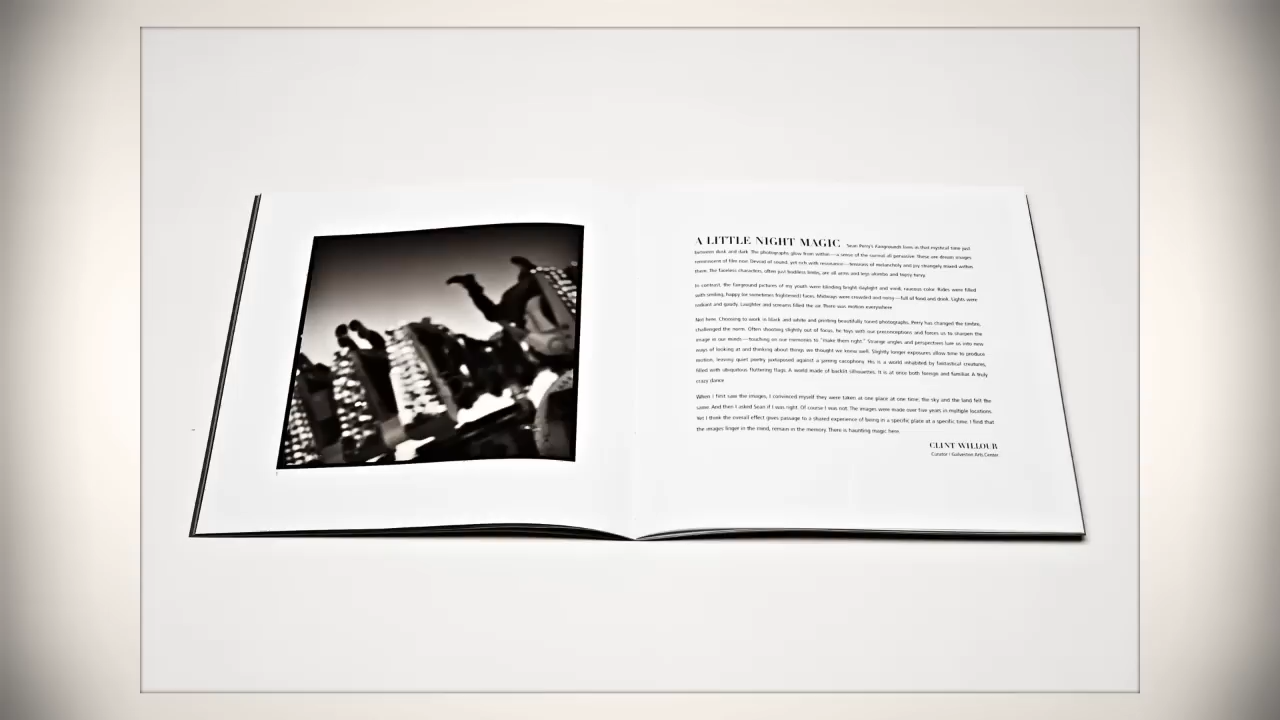 A LITTLE NIGHT MAGIC Sean Perry's Fairgrounds lives in that mystical time just
between dusk and dark. The photographs glow from within—a sense of the surreal all pervasive. These are dream images
reminiscent of film noir. Devoid of sound, yet rich with resonance—tensions of melancholy and joy strangely mixed within
them. The faceless characters, often just bodiless limbs, are all arms and legs akimbo and topsy turvy.
In contrast, the fairground pictures of my youth were blinding bright daylight and vivid, raucous color. Rides were filled
with smiling, happy (or sometimes frightened) faces. Midways were crowded and noisy—full of food and drink. Lights were
radiant and gaudy. Laughter and screams filled the air. There was motion everywhere.
Not here. Choosing to work in black and white and printing beautifully toned photographs, Perry has changed the timbre,
challenged the norm. Often shooting slightly out of focus, he toys with our preconceptions and forces us to sharpen the
image in our minds—touching on our memories to "make them right." Strange angles and perspectives lure us into new
ways of looking at and thinking about things we thought we knew well. Slightly longer exposures allow time to produce
motion, leaving quiet poetry juxtaposed against a jarring cacophony. His is a world inhabited by fantastical creatures,
filled with ubiquitous fluttering flags. A world made of backlit silhouettes. It is at once both foreign and familiar. A truly
crazy dance.
When I first saw the images, I convinced myself they were taken at one place at one time; the sky and the land felt the
same. And then I asked Sean if I was right. Of course I was not. The images were made over five years in multiple locations.
Yet I think the overall effect gives passage to a shared experience of being in a specific place at a specific time. I find that
the images linger in the mind, remain in the memory. There is haunting magic here.
CLINT WILLOUR
Curator | Galveston Arts Center